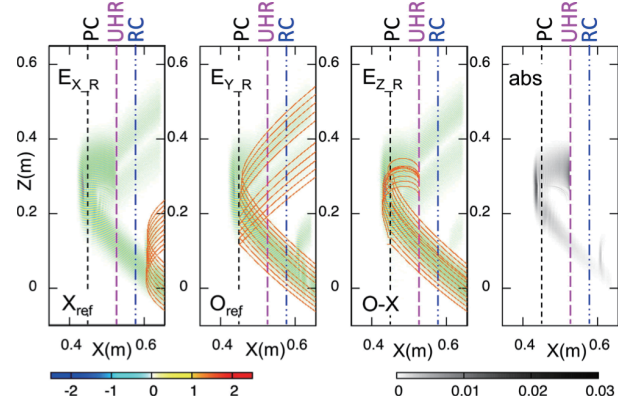 PC UHR RC PC UHR RC PC UHR RC PC UHR RC
0.6 0.6 0.6 0.6
E_X_R E_Y_R E_Z_R abs
0.4 0.4 0.4 0.4
Z(m)
0.2 0.2 0.2 0.2
0 0 0 0
X_ref O_ref O-X
0.4 X(m) 0.6 0.4 X(m) 0.6 0.4 X(m) 0.6 0.4 X(m) 0.6
-2 -1 0 1 2 0 0.01 0.02 0.03